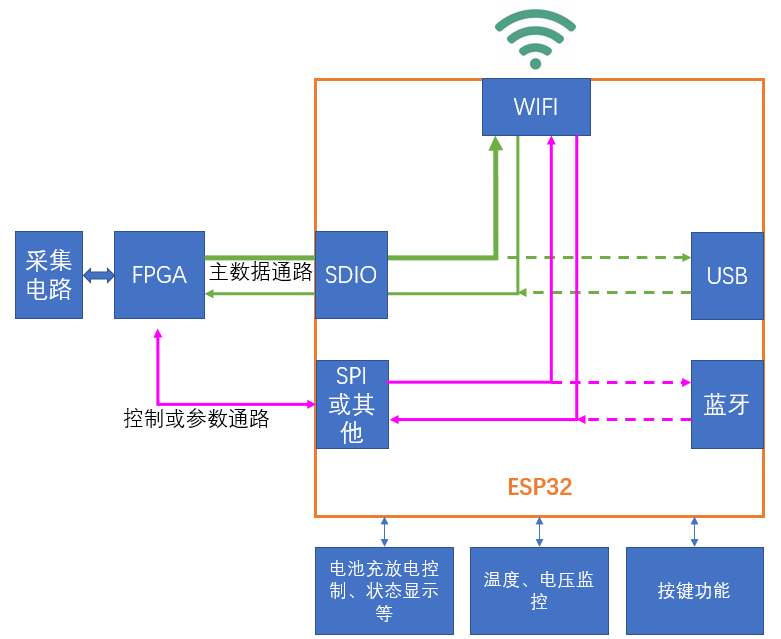 WIFI
采集
电路
FPGA
主数据通路
SDIO
USB
SPI
或其
他
蓝牙
控制或参数通路
ESP32
电池充放电控
制、状态显示
等
温度、电压监
控
按键功能